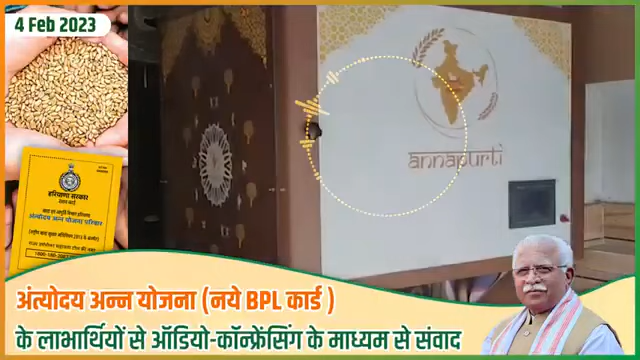 4 Feb 2023
annapurti
हरियाणा सरकार
अंत्योदय अन्न योजना परिवार
अंत्योदय अन्न योजना (नये BPL कार्ड )
के लाभार्थियों से ऑडियो-कॉन्फ्रेंसिंग के माध्यम से संवाद